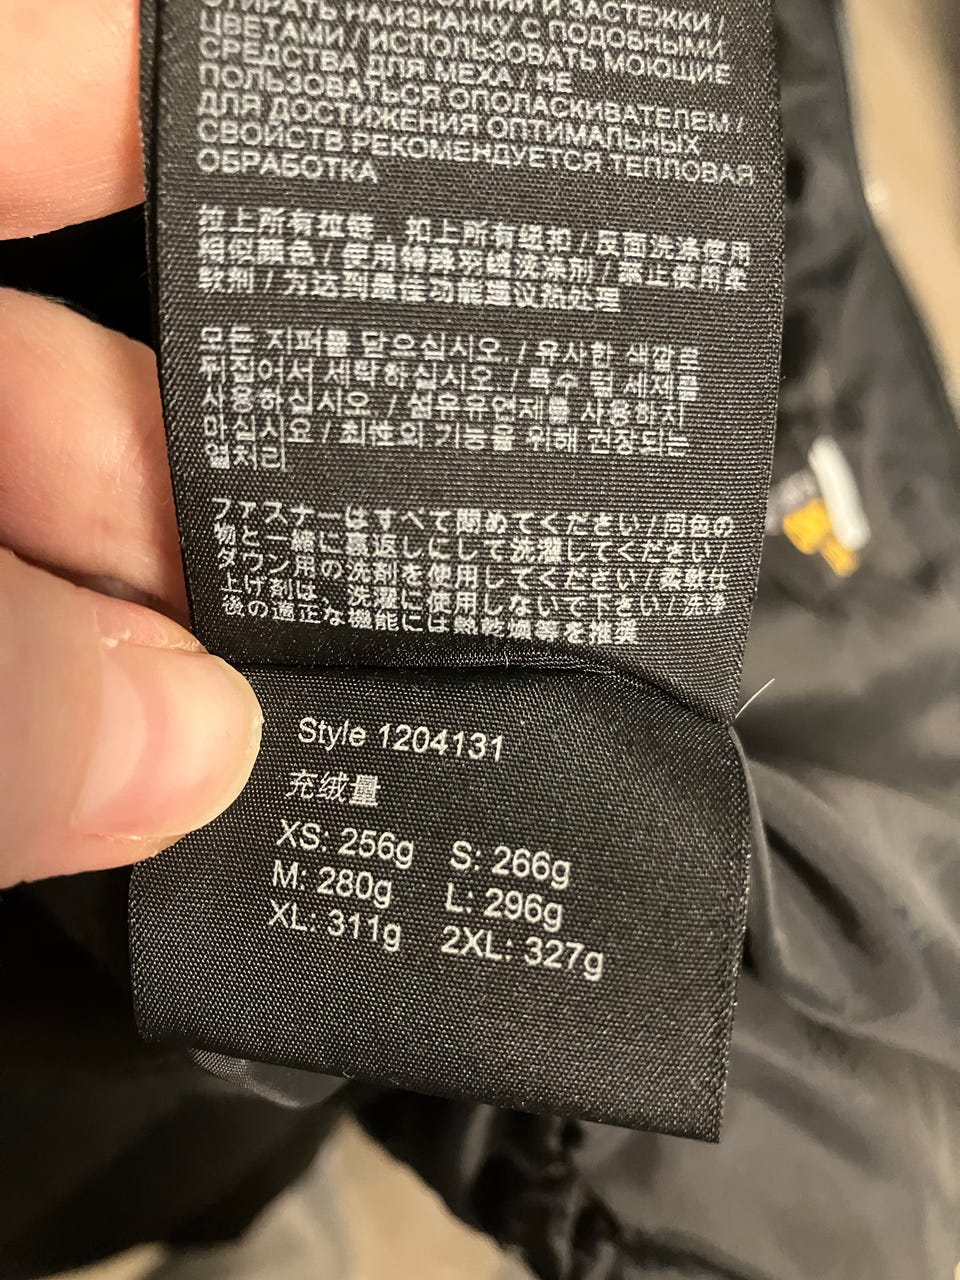 И ЗАСТЕЖКИ /
СТИРАТЬ НАИЗНАНКУ С ПОДОБНЫМИ
ЦВЕТАМИ / ИСПОЛЬЗОВАТЬ МОЮЩИЕ
СРЕДСТВА ДЛЯ МЕХА / НЕ
ПОЛЬЗОВАТЬСЯ ОПОЛАСКИВАТЕЛЕМ /
ДЛЯ ДОСТИЖЕНИЯ ОПТИМАЛЬНЫХ
СВОЙСТВ РЕКОМЕНДУЕТСЯ ТЕПЛОВАЯ
ОБРАБОТКА
拉上所有拉链 扣上所有纽扣 / 反面洗涤使用
相似颜色 / 使用特殊羽绒洗涤剂 / 禁止使用柔
软剂 / 为达到最佳功能建议热处理
모든 지퍼를 닫으십시오. / 유사한 색깔은
뒤집어서 세탁하십시오. / 특수 털 세제를
사용하십시오 / 섬유유연제를 사용하지
마십시요 / 최적의 기능을 위해 권장되는
열처리
ファスナーはすべて閉めてください / 同色の
物と一緒に裏返しにして洗濯してください /
ダウン用の洗剤を使用してください / 柔軟仕
上げ剤は、洗濯に使用しないて下さい / 洗浄
後の適正な機能には熱乾燥等を推奨
Style 1204131
充绒量
XS: 256g S: 266g
M: 280g L: 296g
XL: 311g 2XL: 327g